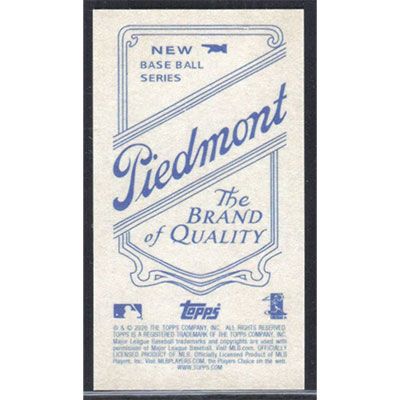 NEW
BASE BALL
SERIES
Piedmont
The
BRAND
of QUALITY
topps
® & © 2020 THE TOPPS COMPANY, INC. ALL RIGHTS RESERVED.
TOPPS IS A REGISTERED TRADEMARK OF THE TOPPS COMPANY, INC.
Major League Baseball trademarks and copyrights are used with
permission of Major League Baseball. Visit MLB.com. OFFICIALLY
LICENSED PRODUCT OF MLB. Officially Licensed Product of MLB
Players, Inc. Visit MLBPLAYERS.COM, the Players Choice on the web.
WWW.TOPPS.COM